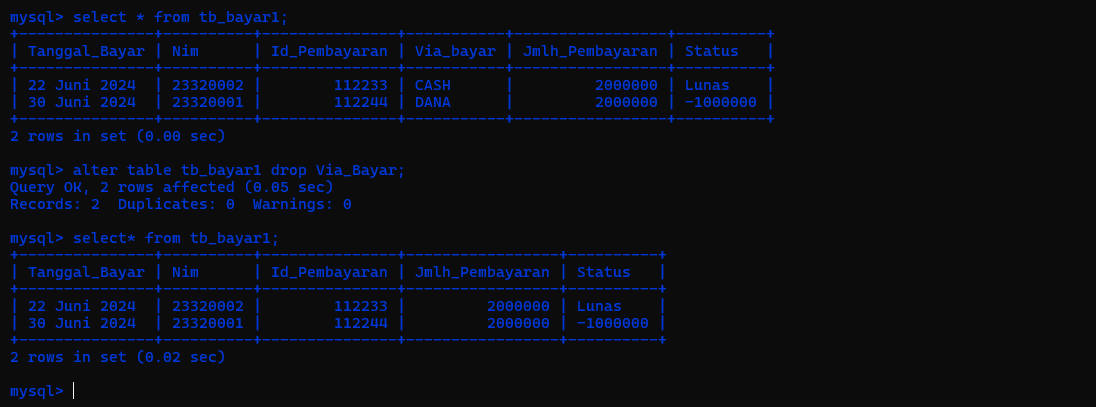 mysql> select * from tb_bayar1;
+---------------+----------+---------------+-----------+-----------------+----------+
| Tanggal_Bayar | Nim      | Id_Pembayaran | Via_bayar | Jmlh_Pembayaran | Status   |
+---------------+----------+---------------+-----------+-----------------+----------+
| 22 Juni 2024  | 23320002 |        112233 | CASH      |         2000000 | Lunas    |
| 30 Juni 2024  | 23320001 |        112244 | DANA      |         2000000 | -1000000 |
+---------------+----------+---------------+-----------+-----------------+----------+
2 rows in set (0.00 sec)
mysql> alter table tb_bayar1 drop Via_Bayar;
Query OK, 2 rows affected (0.05 sec)
Records: 2  Duplicates: 0  Warnings: 0
mysql> select* from tb_bayar1;
+---------------+----------+---------------+-----------------+----------+
| Tanggal_Bayar | Nim      | Id_Pembayaran | Jmlh_Pembayaran | Status   |
+---------------+----------+---------------+-----------------+----------+
| 22 Juni 2024  | 23320002 |        112233 |         2000000 | Lunas    |
| 30 Juni 2024  | 23320001 |        112244 |         2000000 | -1000000 |
+---------------+----------+---------------+-----------------+----------+
2 rows in set (0.02 sec)
mysql>